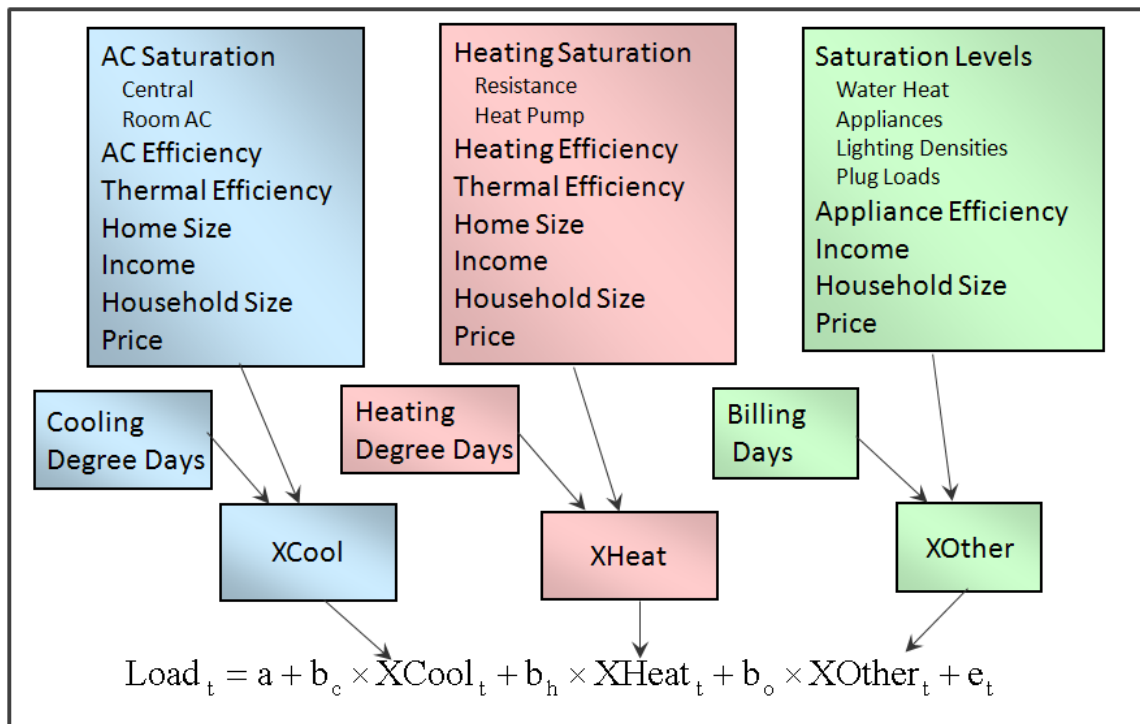 AC Saturation
Central
Room AC
AC Efficiency
Thermal Efficiency
Home Size
Income
Household Size
Price
Heating Saturation
Resistance
Heat Pump
Heating Efficiency
Thermal Efficiency
Home Size
Income
Household Size
Price
Saturation Levels
Water Heat
Appliances
Lighting Densities
Plug Loads
Appliance Efficiency
Income
Household Size
Price
Cooling
Degree Days
Heating
Degree Days
Billing
Days
XCool
XHeat
XOther
Load_t = a + b_c × XCool_t + b_h × XHeat_t + b_o × XOther_t + e_t